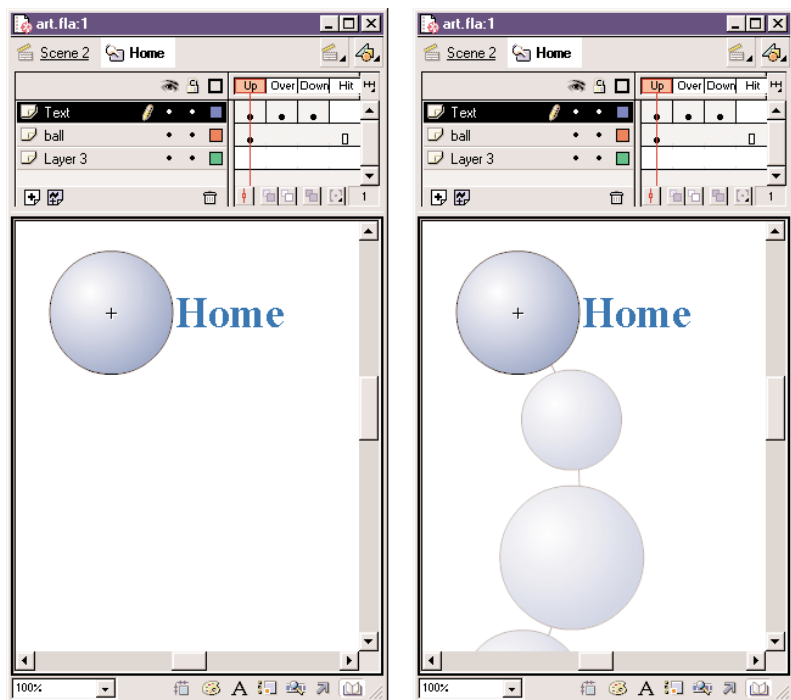 art.fla:1
Scene 2 Home
Up Over Down Hit
Text
ball
Layer 3
1
Home
100%
A
art.fla:1
Scene 2 Home
Up Over Down Hit
Text
ball
Layer 3
1
Home
100%
A